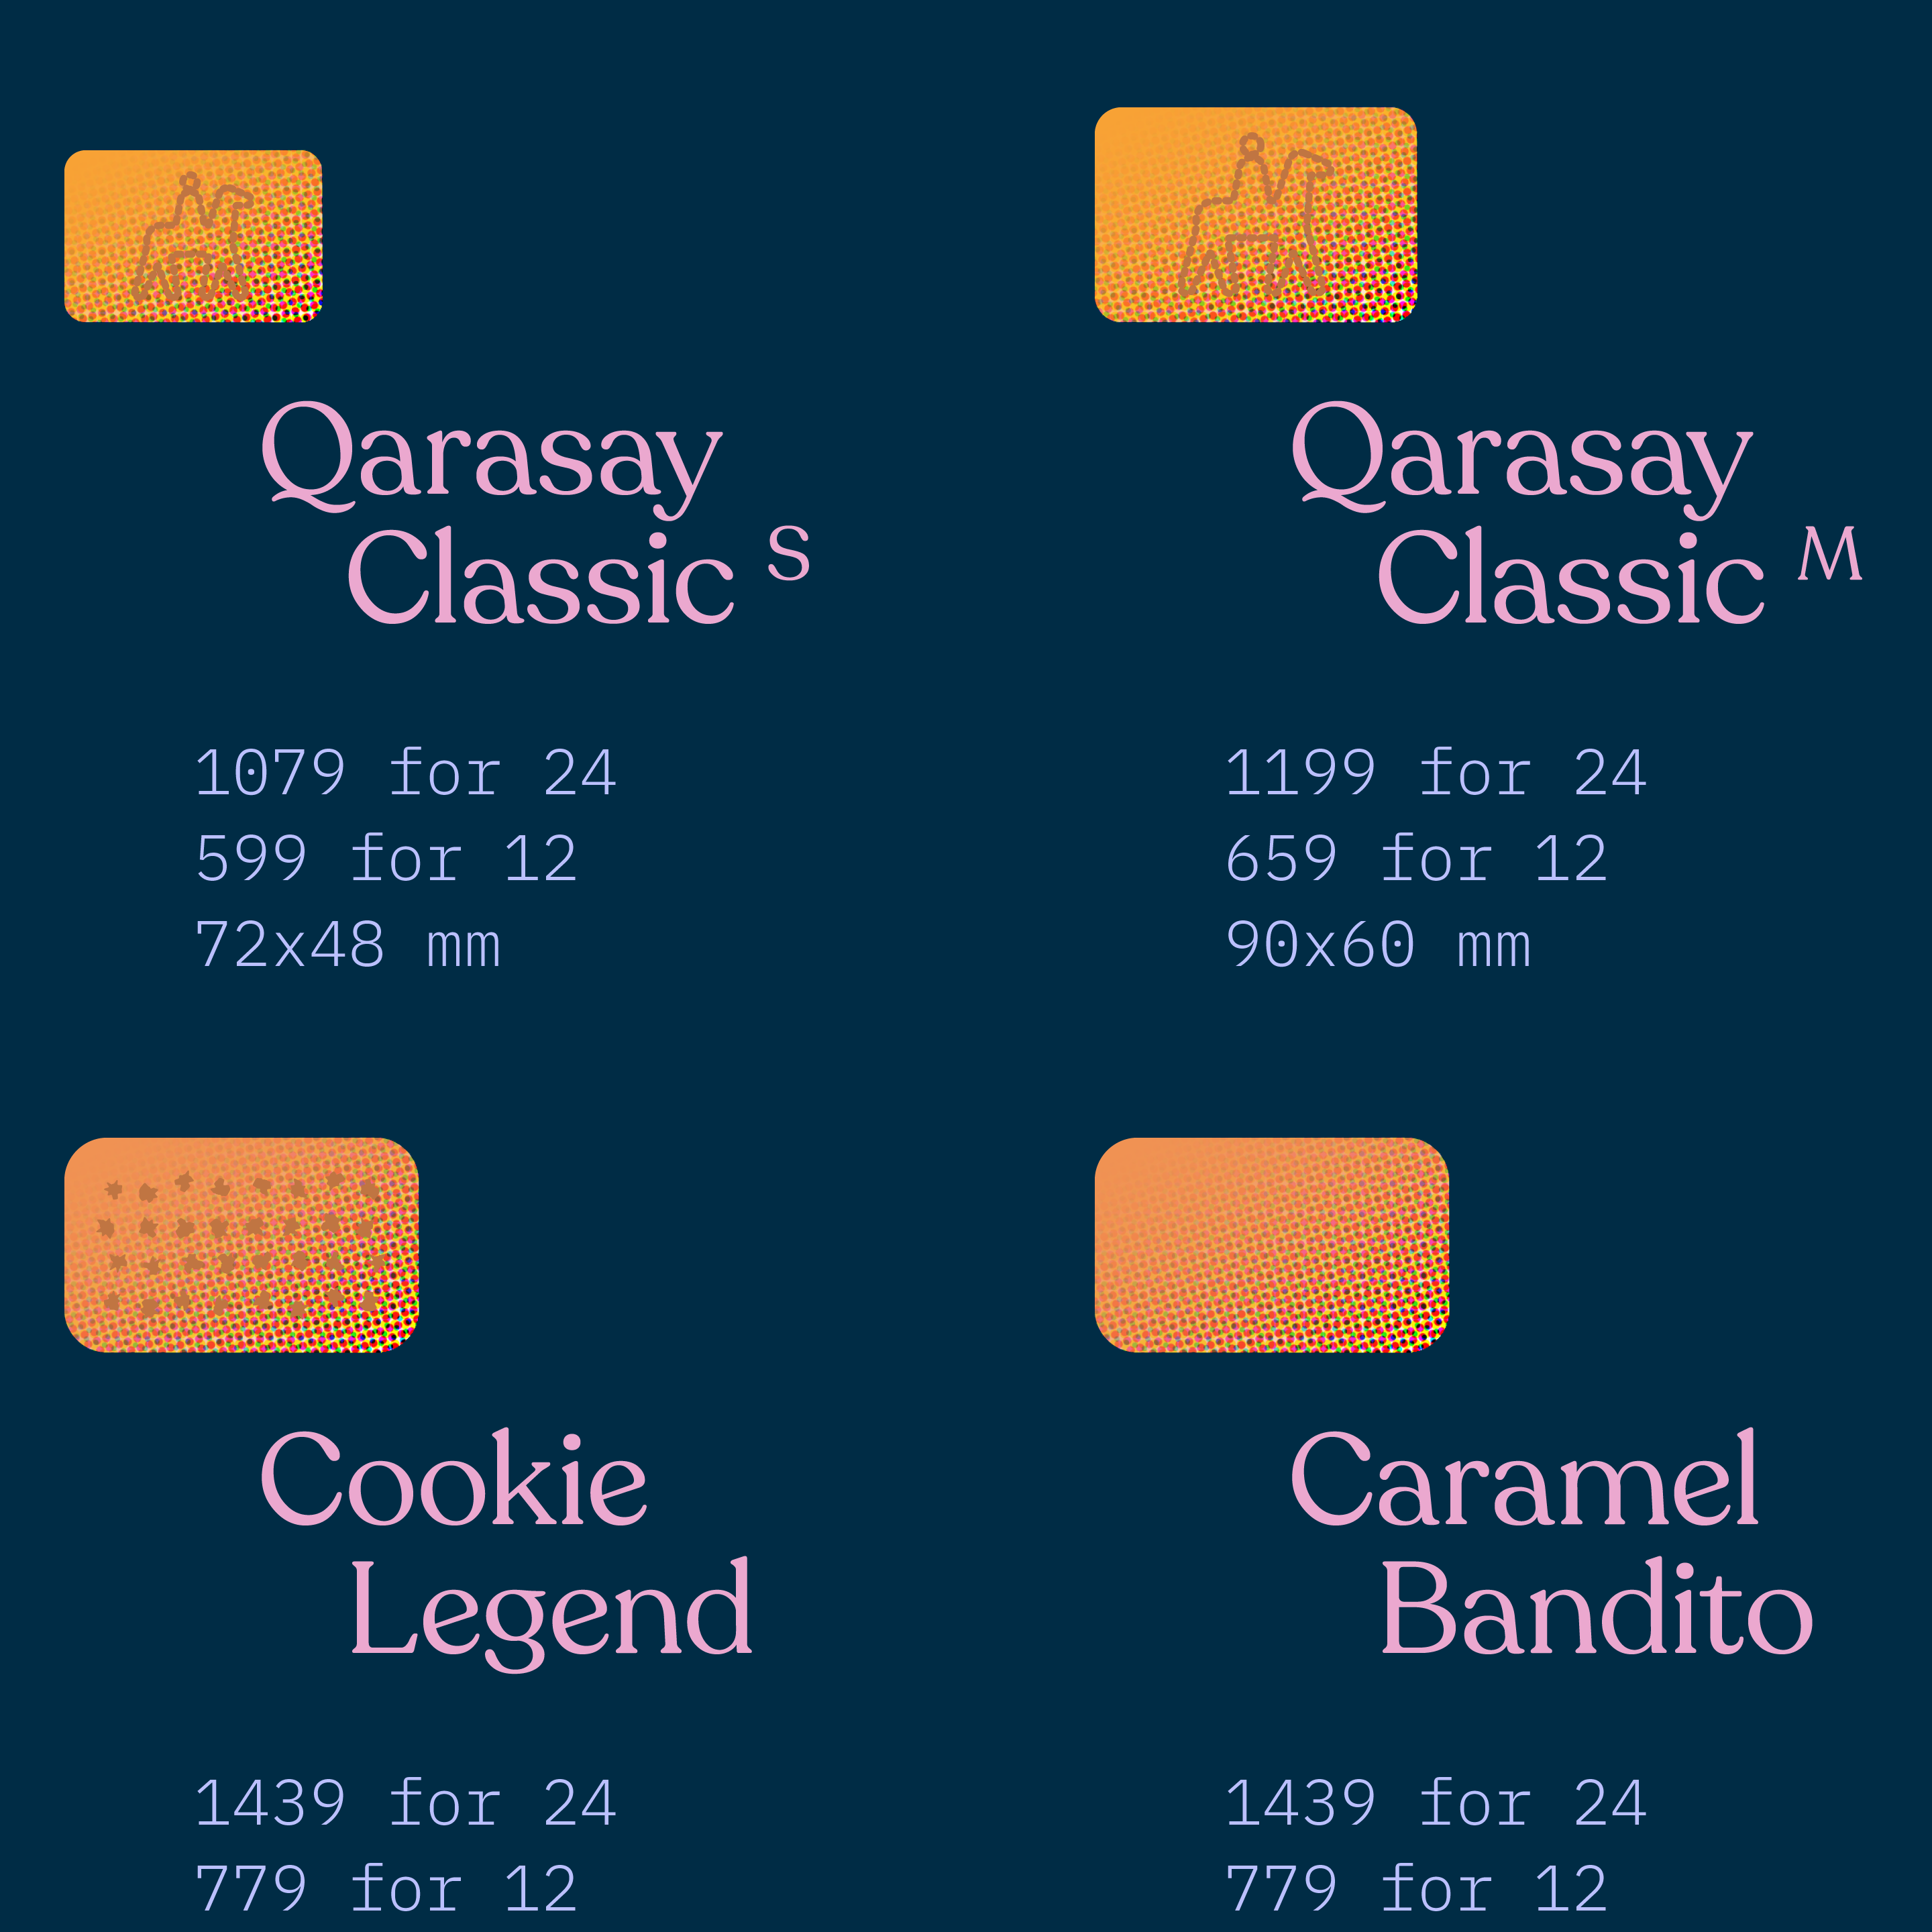 Qarasay
Classic S
1079 for 24
599 for 12
72x48 mm
Qarasay
Classic M
1199 for 24
659 for 12
90x60 mm
Cookie
Legend
1439 for 24
779 for 12
Caramel
Bandito
1439 for 24
779 for 12